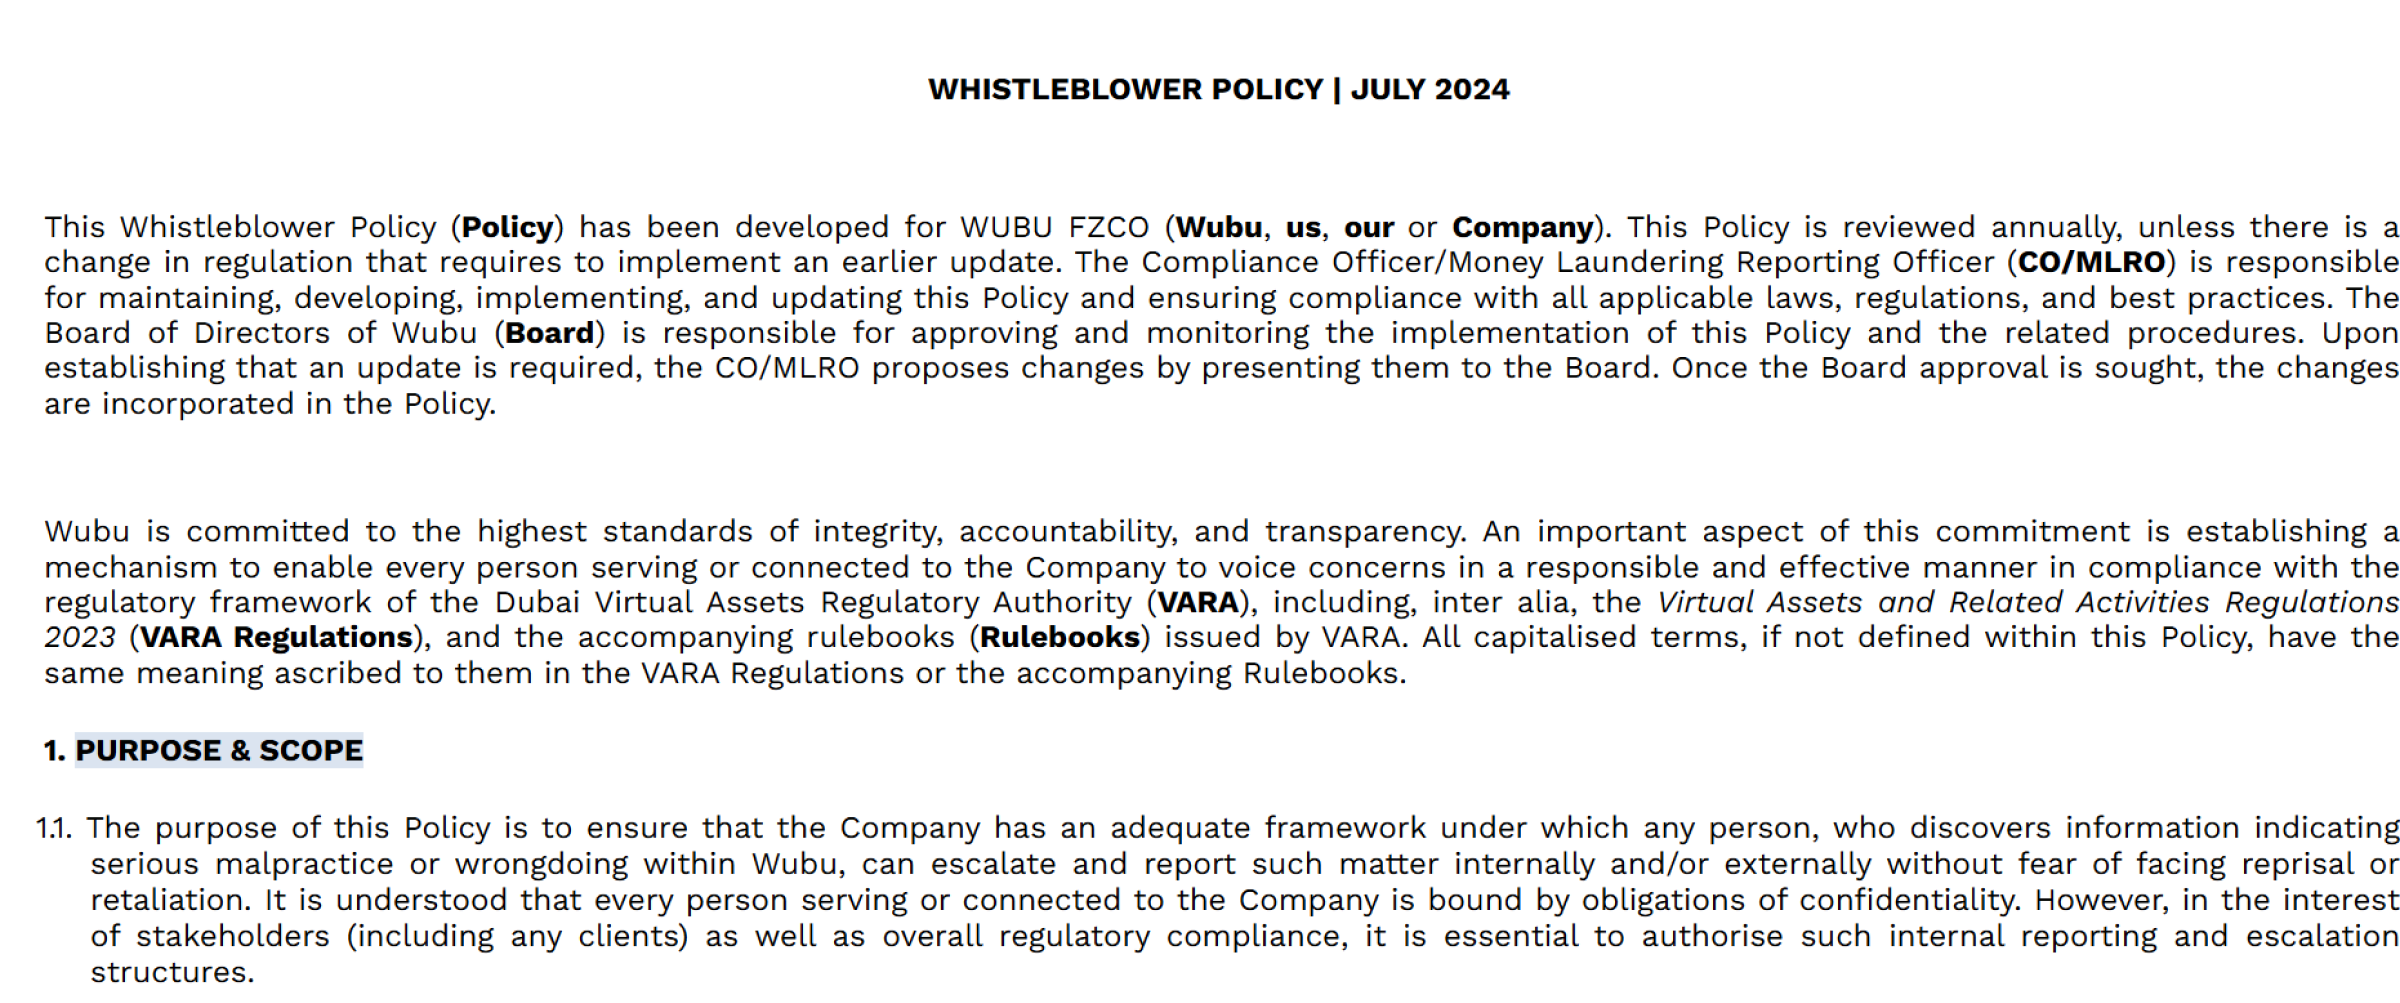 WHISTLEBLOWER POLICY | JULY 2024
This Whistleblower Policy (Policy) has been developed for WUBU FZCO (Wubu, us, our or Company). This Policy is reviewed annually, unless there is a
change in regulation that requires to implement an earlier update. The Compliance Officer/Money Laundering Reporting Officer (CO/MLRO) is responsible
for maintaining, developing, implementing, and updating this Policy and ensuring compliance with all applicable laws, regulations, and best practices. The
Board of Directors of Wubu (Board) is responsible for approving and monitoring the implementation of this Policy and the related procedures. Upon
establishing that an update is required, the CO/MLRO proposes changes by presenting them to the Board. Once the Board approval is sought, the changes
are incorporated in the Policy.
Wubu is committed to the highest standards of integrity, accountability, and transparency. An important aspect of this commitment is establishing a
mechanism to enable every person serving or connected to the Company to voice concerns in a responsible and effective manner in compliance with the
regulatory framework of the Dubai Virtual Assets Regulatory Authority (VARA), including, inter alia, the Virtual Assets and Related Activities Regulations
2023 (VARA Regulations), and the accompanying rulebooks (Rulebooks) issued by VARA. All capitalised terms, if not defined within this Policy, have the
same meaning ascribed to them in the VARA Regulations or the accompanying Rulebooks.
1. PURPOSE & SCOPE
1.1. The purpose of this Policy is to ensure that the Company has an adequate framework under which any person, who discovers information indicating
serious malpractice or wrongdoing within Wubu, can escalate and report such matter internally and/or externally without fear of facing reprisal or
retaliation. It is understood that every person serving or connected to the Company is bound by obligations of confidentiality. However, in the interest
of stakeholders (including any clients) as well as overall regulatory compliance, it is essential to authorise such internal reporting and escalation
structures.